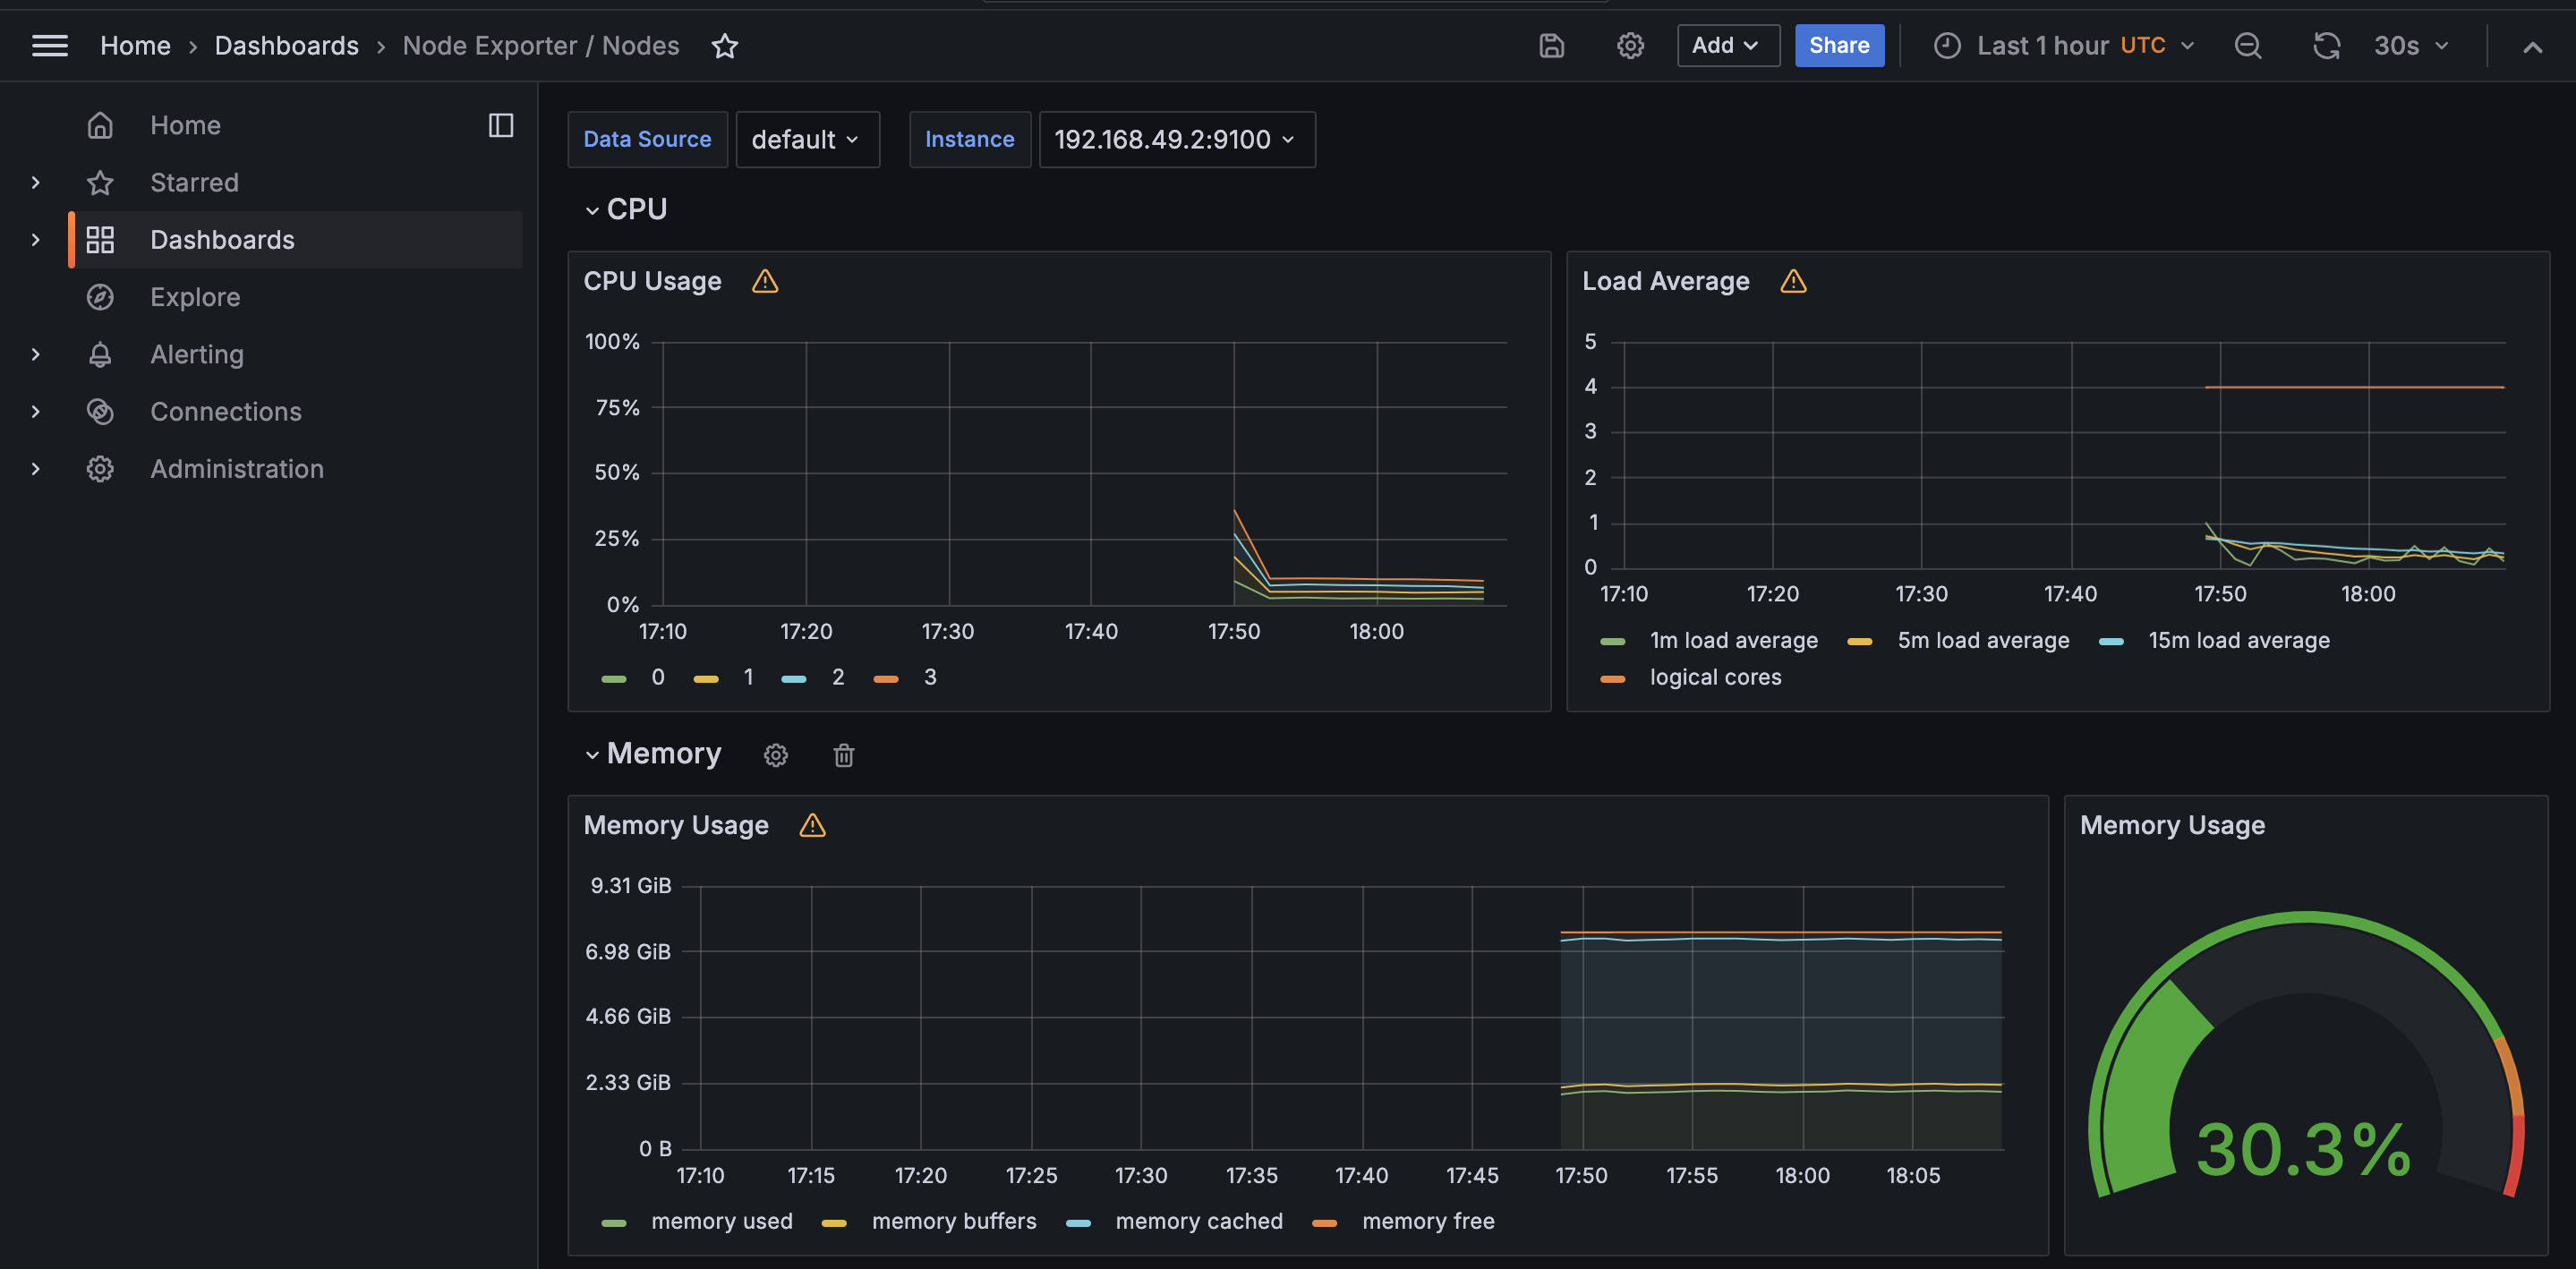 Home › Dashboards › Node Exporter / Nodes
Add
Share
Last 1 hour UTC
30s
Home
Starred
Dashboards
Explore
Alerting
Connections
Administration
Data Source default Instance 192.168.49.2:9100
CPU
CPU Usage
100%
75%
50%
25%
0%
17:10 17:20 17:30 17:40 17:50 18:00
0 1 2 3
Load Average
5
4
3
2
1
0
17:10 17:20 17:30 17:40 17:50 18:00
1m load average 5m load average 15m load average
logical cores
Memory
Memory Usage
9.31 GiB
6.98 GiB
4.66 GiB
2.33 GiB
0 B
17:10 17:15 17:20 17:25 17:30 17:35 17:40 17:45 17:50 17:55 18:00 18:05
memory used memory buffers memory cached memory free
Memory Usage
30.3%